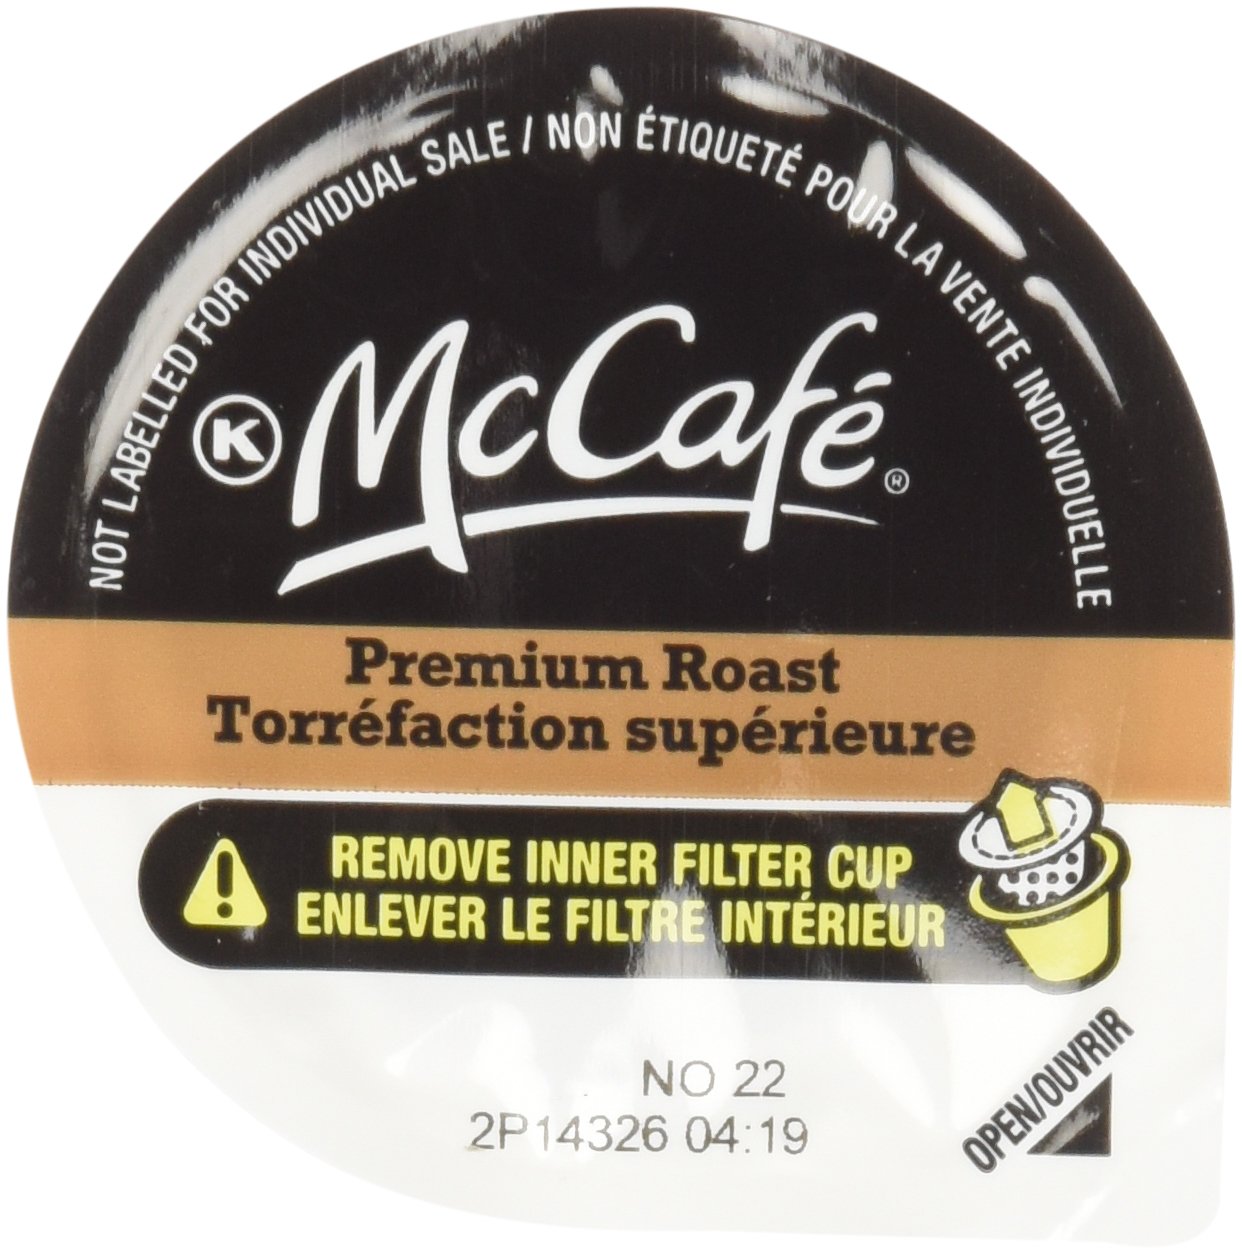 NOT LABELLED FOR INDIVIDUAL SALE / NON ÉTIQUETÉ POUR LA VENTE INDIVIDUELLE
K McCafé ®
Premium Roast
Torréfaction supérieure
REMOVE INNER FILTER CUP
ENLEVER LE FILTRE INTÉRIEUR
OPEN/OUVRIR
NO 22
2P14326 04:19